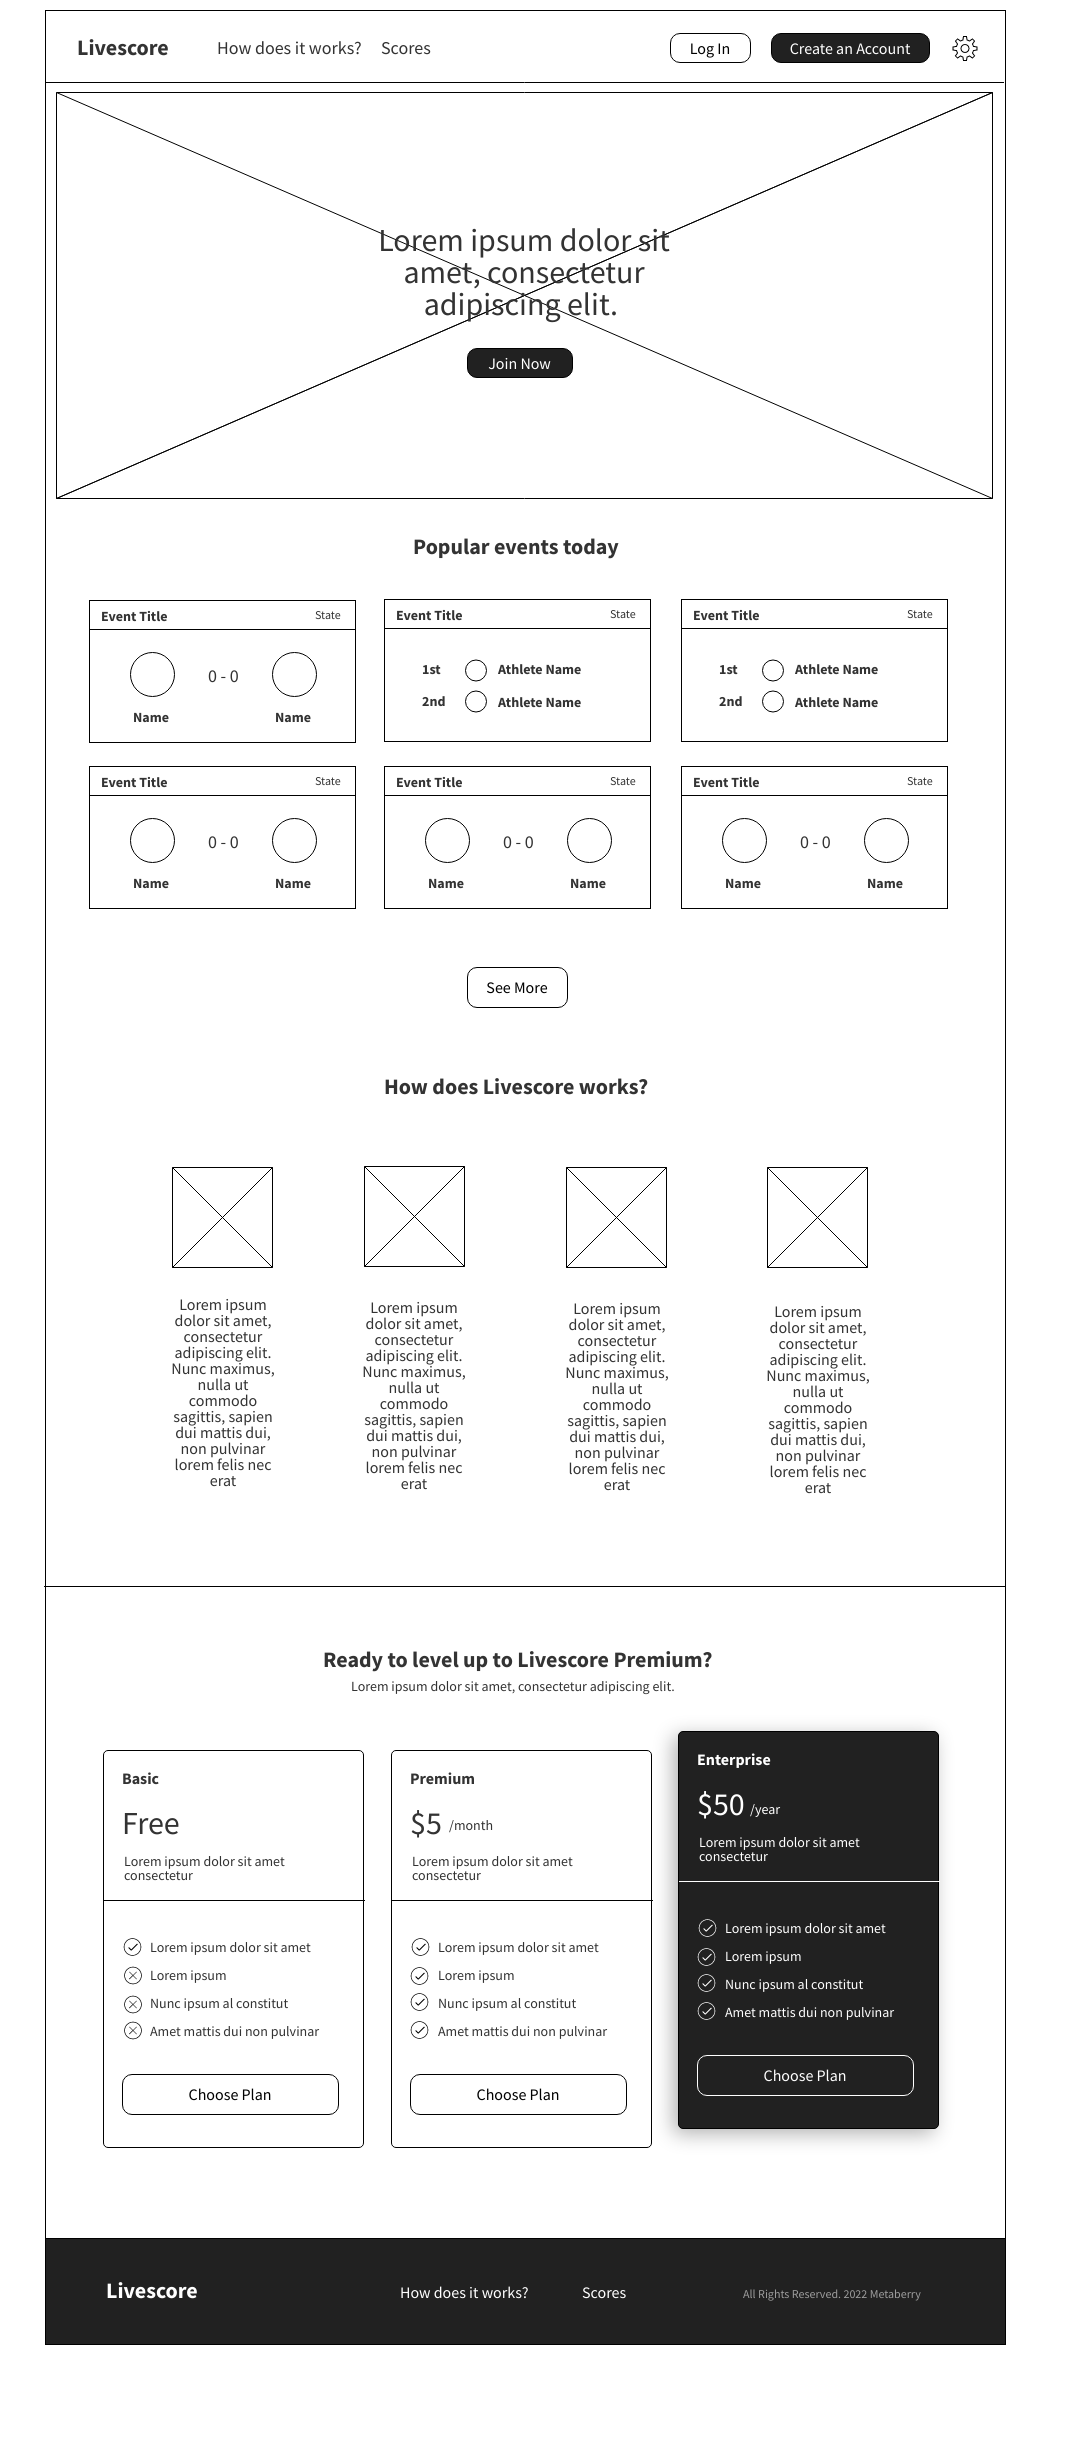 Livescore How does it works? Scores Log In Create an Account
Lorem ipsum dolor sit
amet, consectetur
adipiscing elit.
Join Now
Popular events today
Event Title State
0 - 0
Name Name
Event Title State
1st Athlete Name
2nd Athlete Name
Event Title State
1st Athlete Name
2nd Athlete Name
Event Title State
0 - 0
Name Name
Event Title State
0 - 0
Name Name
Event Title State
0 - 0
Name Name
See More
How does Livescore works?
Lorem ipsum
dolor sit amet,
consectetur
adipiscing elit.
Nunc maximus,
nulla ut
commodo
sagittis, sapien
dui mattis dui,
non pulvinar
lorem felis nec
erat
Lorem ipsum
dolor sit amet,
consectetur
adipiscing elit.
Nunc maximus,
nulla ut
commodo
sagittis, sapien
dui mattis dui,
non pulvinar
lorem felis nec
erat
Lorem ipsum
dolor sit amet,
consectetur
adipiscing elit.
Nunc maximus,
nulla ut
commodo
sagittis, sapien
dui mattis dui,
non pulvinar
lorem felis nec
erat
Lorem ipsum
dolor sit amet,
consectetur
adipiscing elit.
Nunc maximus,
nulla ut
commodo
sagittis, sapien
dui mattis dui,
non pulvinar
lorem felis nec
erat
Ready to level up to Livescore Premium?
Lorem ipsum dolor sit amet, consectetur adipiscing elit.
Basic
Free
Lorem ipsum dolor sit amet
consectetur
Lorem ipsum dolor sit amet
Lorem ipsum
Nunc ipsum al constitut
Amet mattis dui non pulvinar
Choose Plan
Premium
$5 /month
Lorem ipsum dolor sit amet
consectetur
Lorem ipsum dolor sit amet
Lorem ipsum
Nunc ipsum al constitut
Amet mattis dui non pulvinar
Choose Plan
Enterprise
$50 /year
Lorem ipsum dolor sit amet
consectetur
Lorem ipsum dolor sit amet
Lorem ipsum
Nunc ipsum al constitut
Amet mattis dui non pulvinar
Choose Plan
Livescore How does it works? Scores All Rights Reserved. 2022 Metaberry